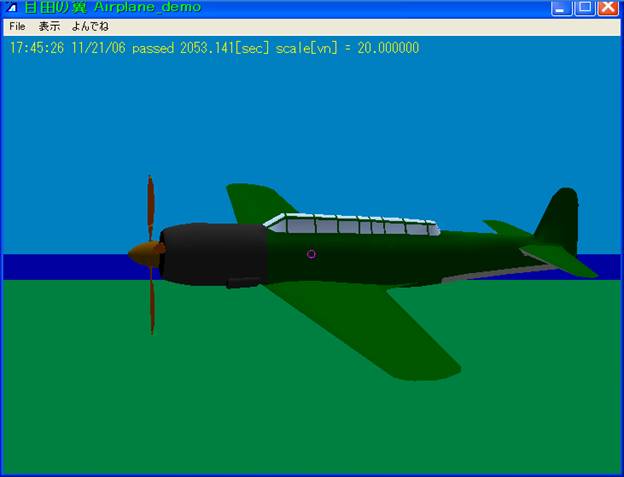 自由の翼 Airplane_demo
File 表示 よんでね
17:45:26 11/21/06 passed 2053.141[sec] scale[vn] = 20.000000